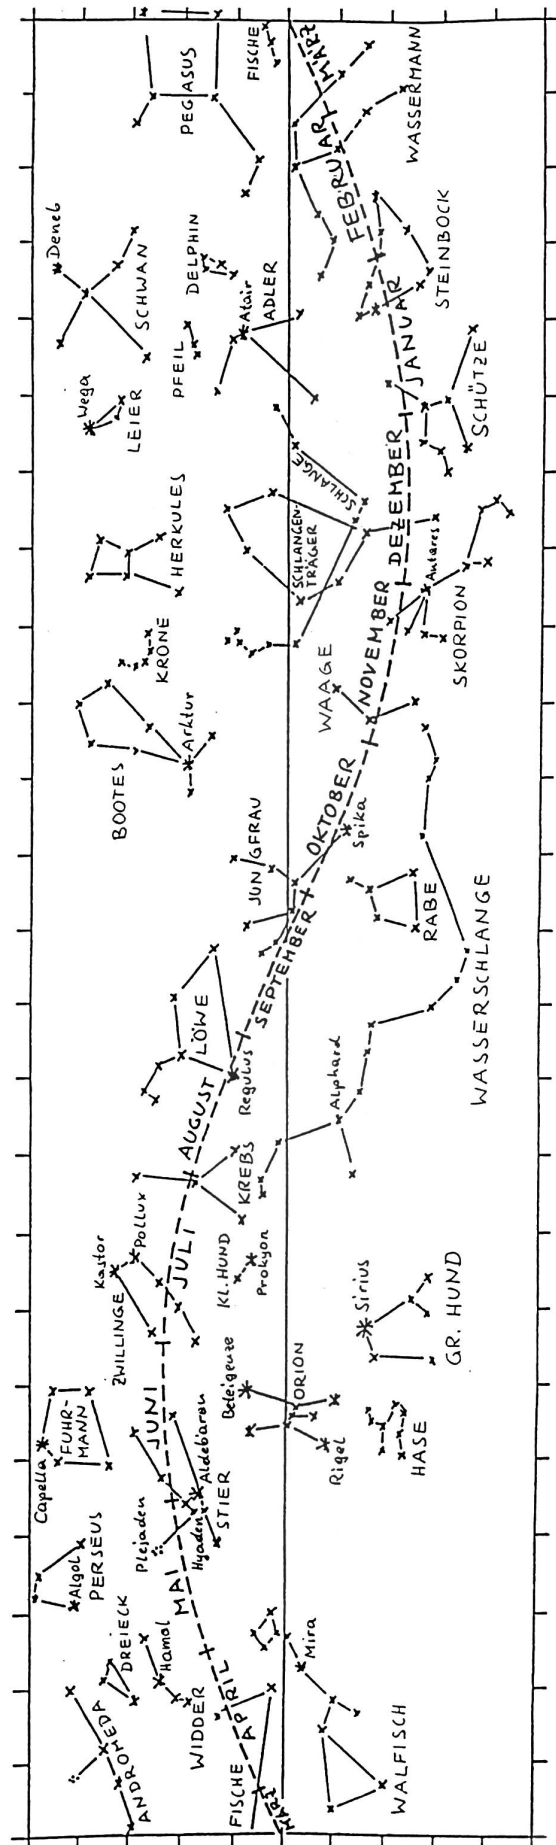 PEGASUS
FISCHE
MÄRZ
WASSERMANN
FEBRUAR
Deneb
SCHWAN
DELPHIN
Atair
ADLER
STEINBOCK
PFEIL
JANUAR
Wega
LEIER
SCHÜTZE
SCHLANGE
HERKULES
SCHLANGEN-
TRÄGER
DEZEMBER
Antares
SKORPION
KRONE
NOVEMBER
WAAGE
Arktur
BOOTES
OKTOBER
Spika
JUNGFRAU
RABE
SEPTEMBER
WASSERSCHLANGE
LÖWE
Regulus
AUGUST
Alphard
KREBS
Pollux
Kastor
ZWILLINGE
JULI
KL. HUND
Prokyon
Sirius
GR. HUND
Beteigeuze
ORION
Rigel
HASE
JUNI
FUHR-
MANN
Capella
Aldebaran
STIER
Hyaden
Plejaden
MAI
Algol
PERSEUS
DREIECK
Hamal
WIDDER
Mira
WALFISCH
APRIL
ANDROMEDA
FISCHE
MÄRZ